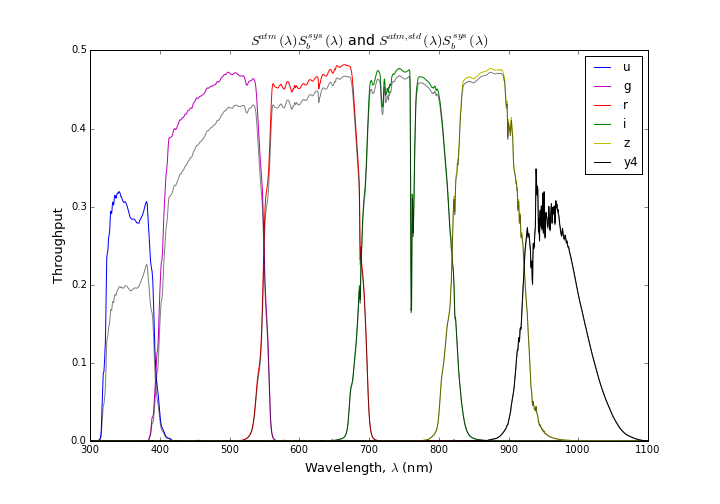 S^{atm}(λ)S_b^{sys}(λ) and S^{atm,std}(λ)S_b^{sys}(λ)
0.5
0.4
0.3
0.2
0.1
0.0
Throughput
u
g
r
i
z
y4
300 400 500 600 700 800 900 1000 1100
Wavelength, λ (nm)